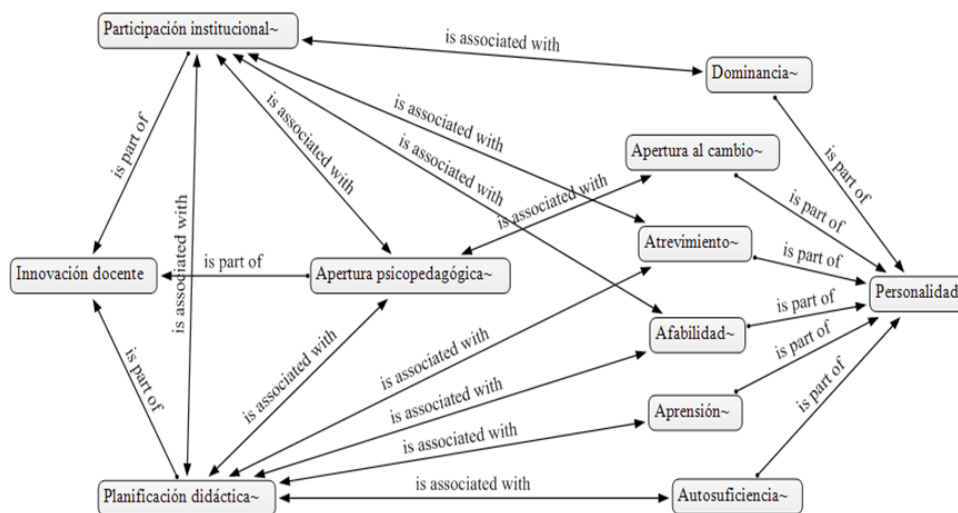 Participación institucional~
is associated with
Dominancia~
is part of
is associated with
is associated with
is associated with
is part of
Apertura al cambio~
is part of
is associated with
is associated with
Atrevimiento~
is part of
Innovación docente
is part of
Apertura psicopedagógica~
Personalidad
is part of
Afabilidad~
is associated with
is associated with
is part of
is part of
is associated with
Aprensión~
is part of
is associated with
Planificación didáctica~
is associated with
Autosuficiencia~